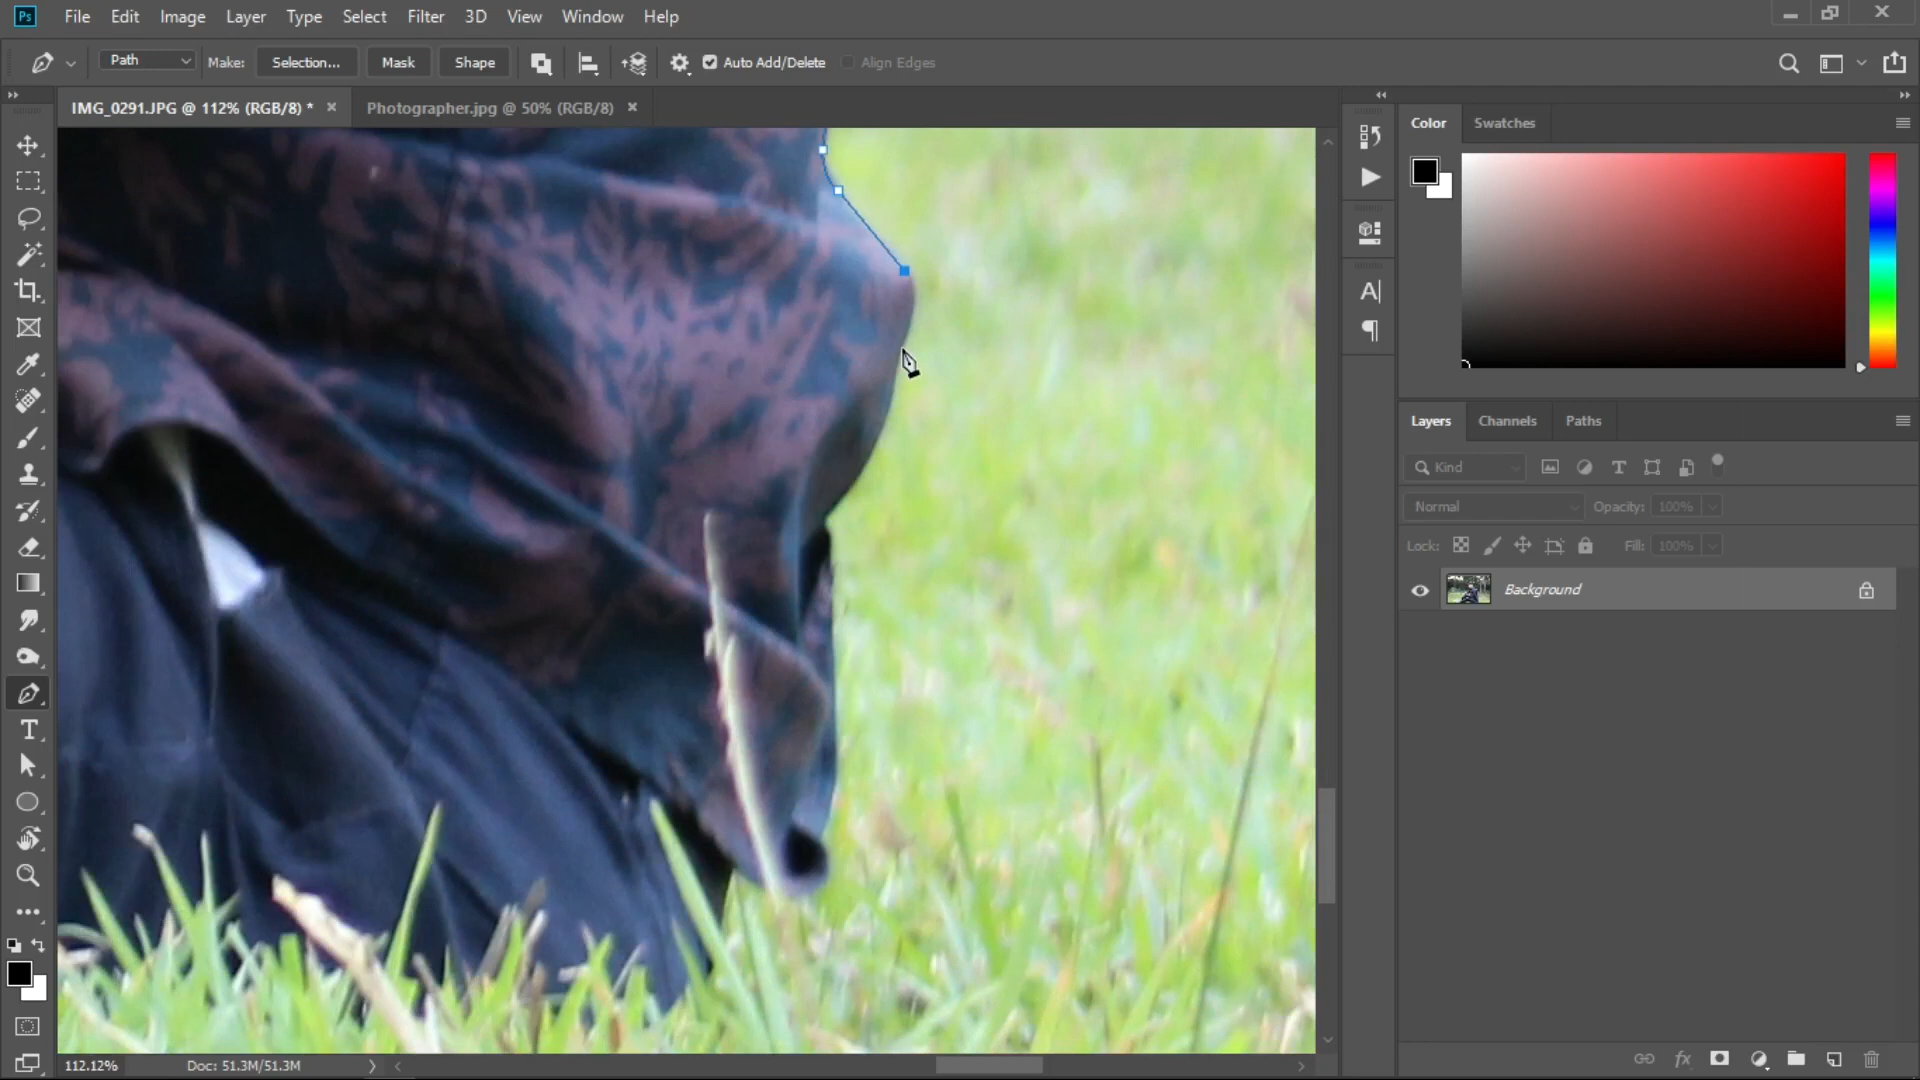 Ps File Edit Image Layer Type Select Filter 3D View Window Help
Path Make: Selection... Mask Shape Auto Add/Delete Align Edges
IMG_0291.JPG @ 112% (RGB/8) * × Photographer.jpg @ 50% (RGB/8) ×
Color Swatches
Layers Channels Paths
Kind
Normal Opacity: 100%
Lock: Fill: 100%
Background
fx
112.12% Doc: 51.3M/51.3M